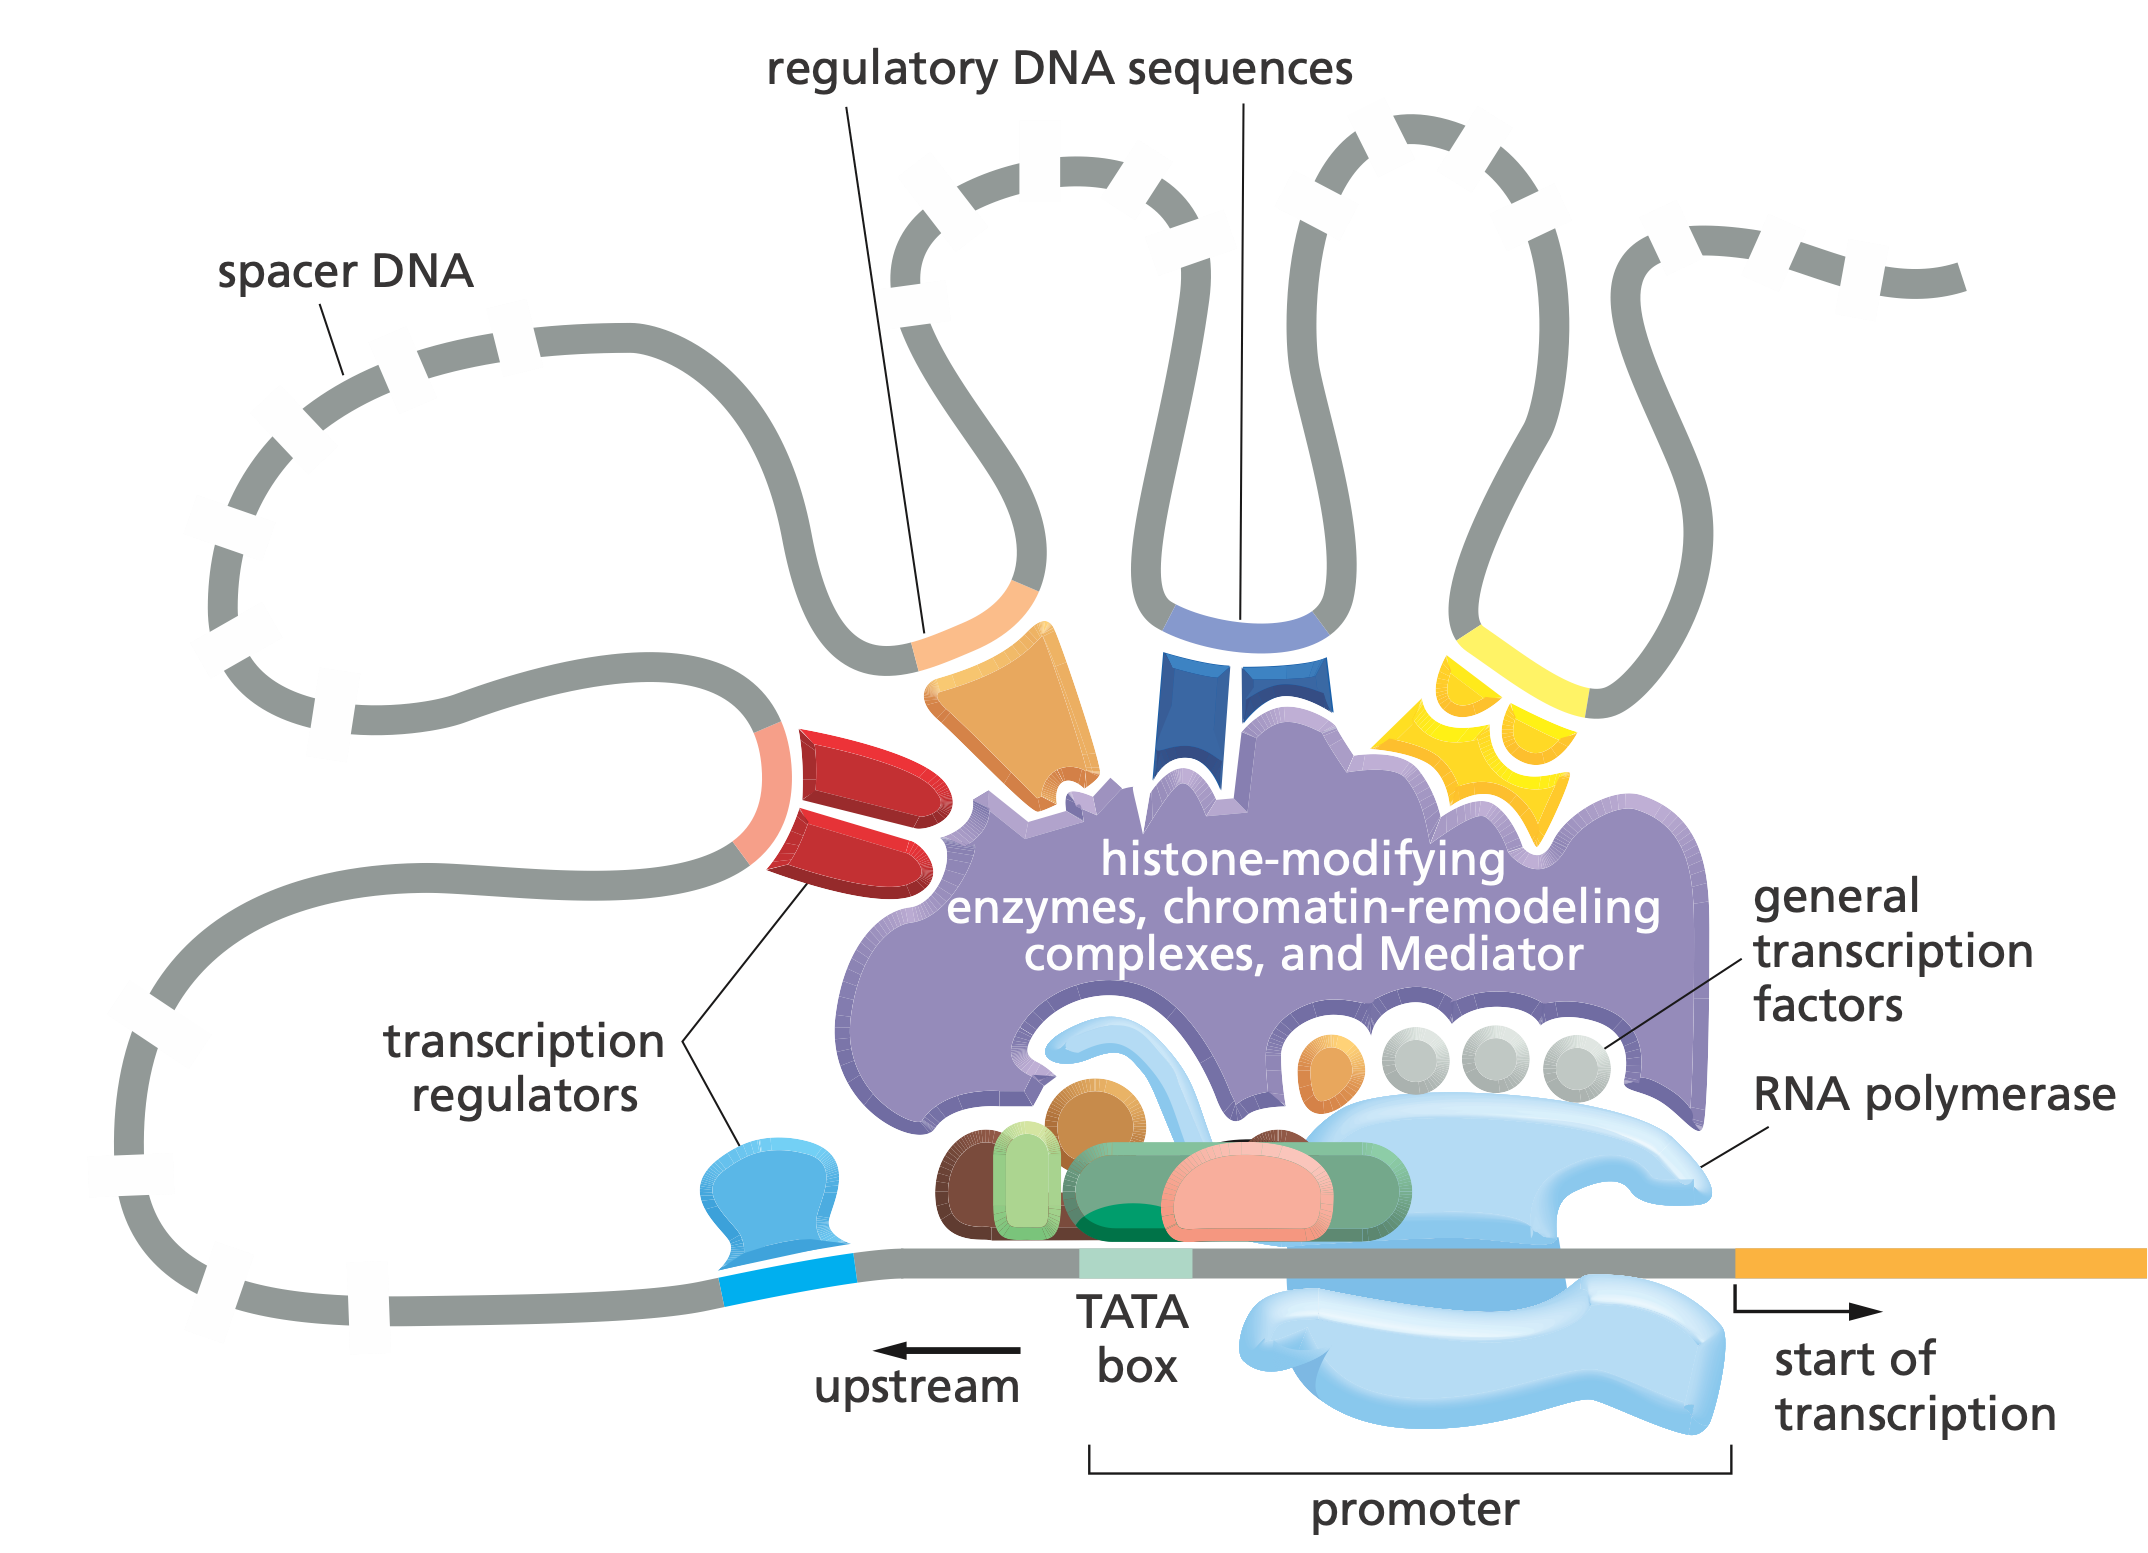 regulatory DNA sequences
spacer DNA
histone-modifying
enzymes, chromatin-remodeling
complexes, and Mediator
general
transcription
factors
transcription
regulators
RNA polymerase
TATA
box
upstream
start of
transcription
promoter